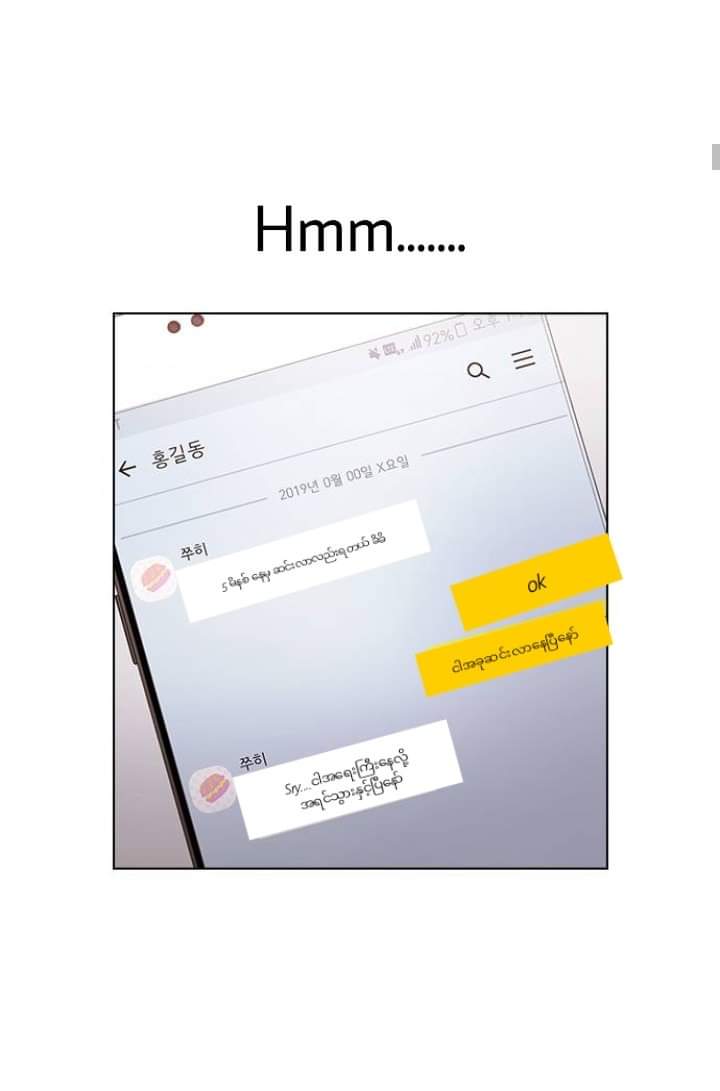 Hmm.......
92% 오후
홍길동
2019년 0월 00일 X요일
쭈히
5 မိနစ် နေမှ ဆင်းလာလည်းရတယ် ခိခိ
ok
ငါအခုဆင်းလာနေပြီနော်
쭈히
Sry....ငါအရေးကြီးနေလို့
အရင်သွားနှင့်ပြီနော်